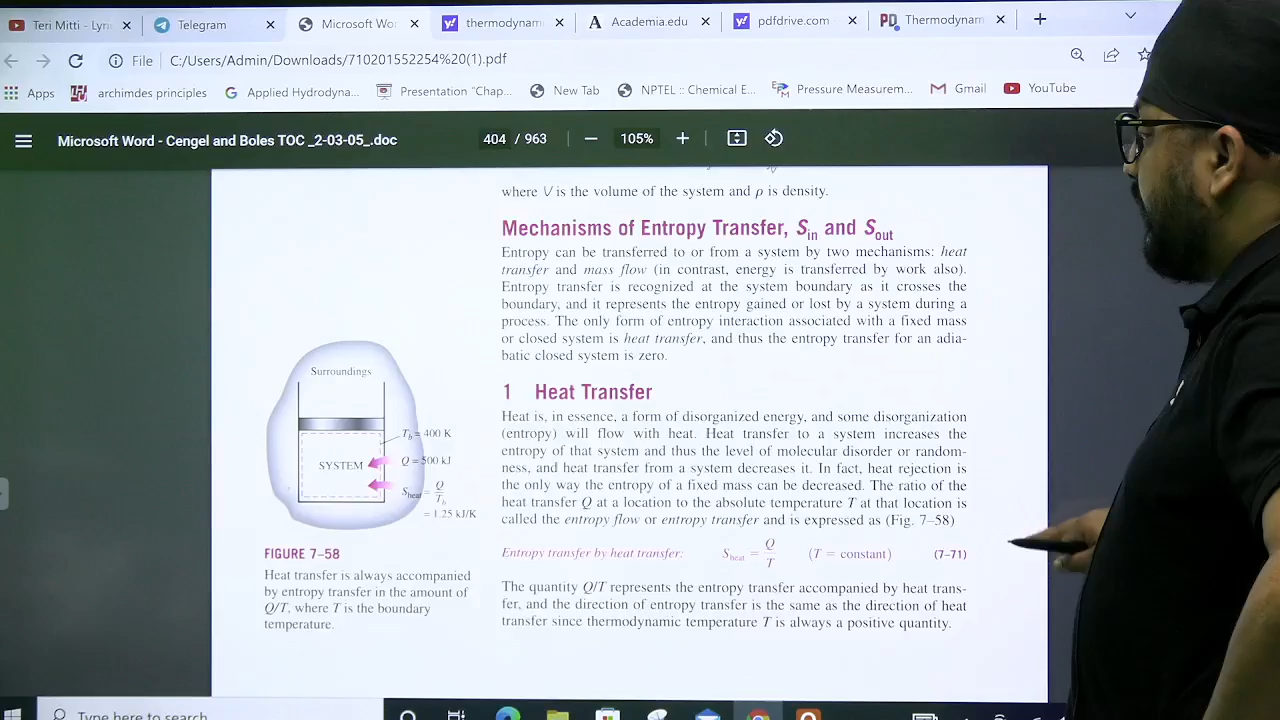 Teri Mitti - Lyri
Telegram
Microsoft Wo
thermodynam
Academia.edu
pdfdrive.com
Thermodynam
File
C:/Users/Admin/Downloads/710201552254%20(1).pdf
Apps
archimdes principles
Applied Hydrodyna...
Presentation "Chap...
New Tab
NPTEL :: Chemical E...
Pressure Measurem...
Gmail
YouTube
Microsoft Word - Cengel and Boles TOC _2-03-05_.doc
404 / 963
105%
where V is the volume of the system and ρ is density.
Mechanisms of Entropy Transfer, Sin and Sout
Entropy can be transferred to or from a system by two mechanisms: heat
transfer and mass flow (in contrast, energy is transferred by work also).
Entropy transfer is recognized at the system boundary as it crosses the
boundary, and it represents the entropy gained or lost by a system during a
process. The only form of entropy interaction associated with a fixed mass
or closed system is heat transfer, and thus the entropy transfer for an adia-
batic closed system is zero.
1 Heat Transfer
Heat is, in essence, a form of disorganized energy, and some disorganization
(entropy) will flow with heat. Heat transfer to a system increases the
entropy of that system and thus the level of molecular disorder or random-
ness, and heat transfer from a system decreases it. In fact, heat rejection is
the only way the entropy of a fixed mass can be decreased. The ratio of the
heat transfer Q at a location to the absolute temperature T at that location is
called the entropy flow or entropy transfer and is expressed as (Fig. 7–58)
Entropy transfer by heat transfer: Sheat = Q/T (T = constant) (7–71)
The quantity Q/T represents the entropy transfer accompanied by heat trans-
fer, and the direction of entropy transfer is the same as the direction of heat
transfer since thermodynamic temperature T is always a positive quantity.
Surroundings
Tb = 400 K
SYSTEM
Q = 500 kJ
Sheat = Q/Tb
= 1.25 kJ/K
FIGURE 7–58
Heat transfer is always accompanied
by entropy transfer in the amount of
Q/T, where T is the boundary
temperature.
Type here to search